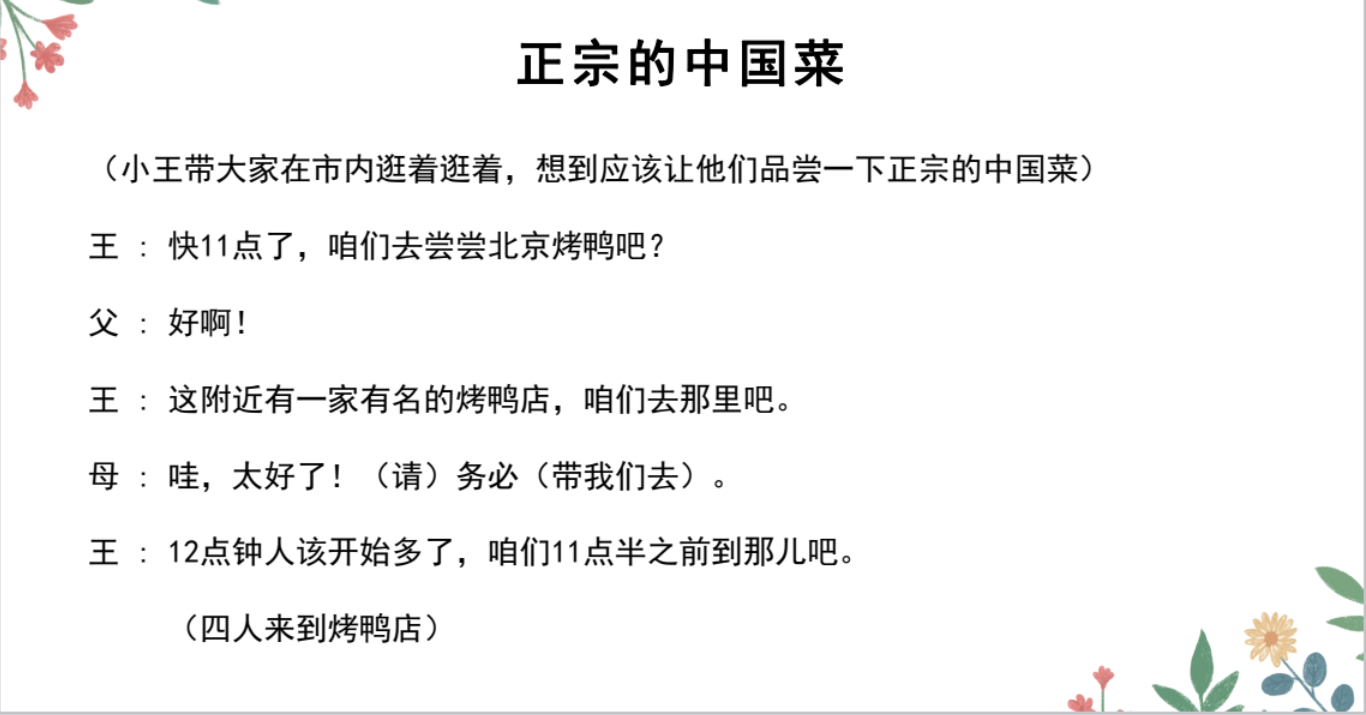 正宗的中国菜
（小王带大家在市内逛着逛着，想到应该让他们品尝一下正宗的中国菜）
王 ：快11点了，咱们去尝尝北京烤鸭吧？
父 ：好啊！
王 ：这附近有一家有名的烤鸭店，咱们去那里吧。
母 ：哇，太好了！（请）务必（带我们去）。
王 ：12点钟人该开始多了，咱们11点半之前到那儿吧。
（四人来到烤鸭店）